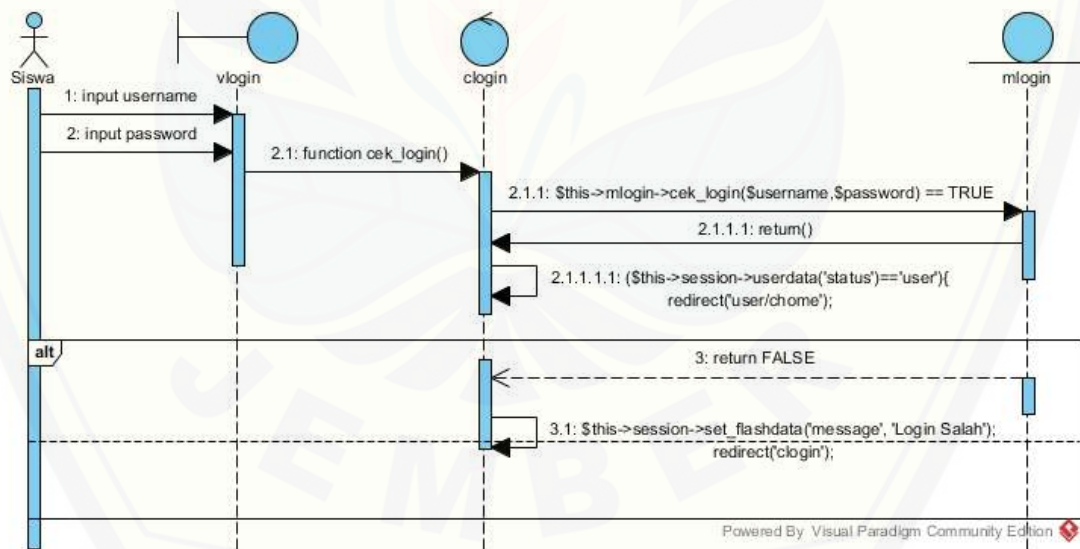 Siswa
vlogin
clogin
mlogin
1: input username
2: input password
2.1: function cek_login()
2.1.1: $this->mlogin->cek_login($username,$password) == TRUE
2.1.1.1: return()
2.1.1.1.1: ($this->session->userdata('status')=='user'){
redirect('user/chome');
alt
3: return FALSE
3.1: $this->session->set_flashdata('message', 'Login Salah');
redirect('clogin');
JEMBER
Powered By Visual Paradigm Community Edition